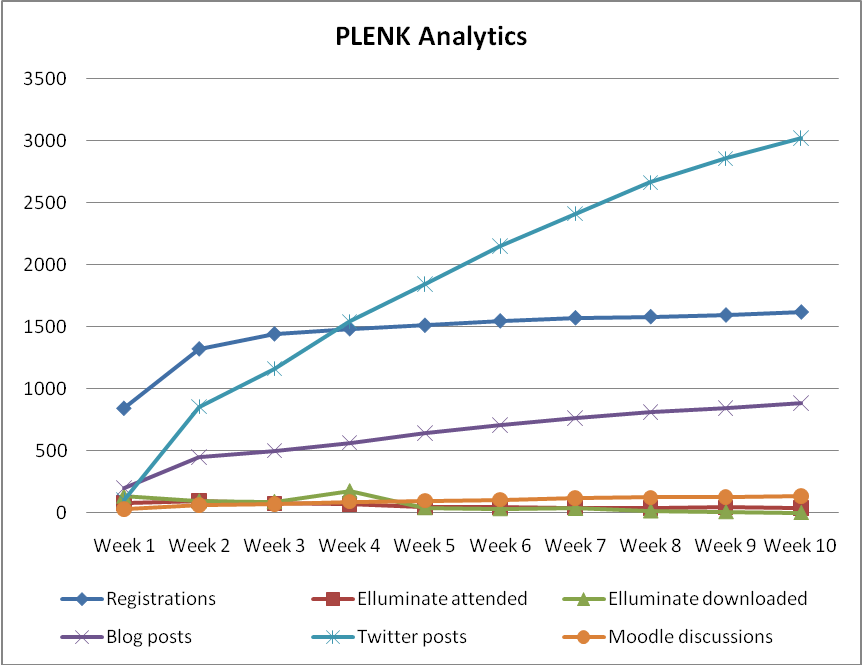 PLENK Analytics
3500
3000
2500
2000
1500
1000
500
0
Week 1 Week 2 Week 3 Week 4 Week 5 Week 6 Week 7 Week 8 Week 9 Week 10
Registrations Elluminate attended Elluminate downloaded
Blog posts Twitter posts Moodle discussions